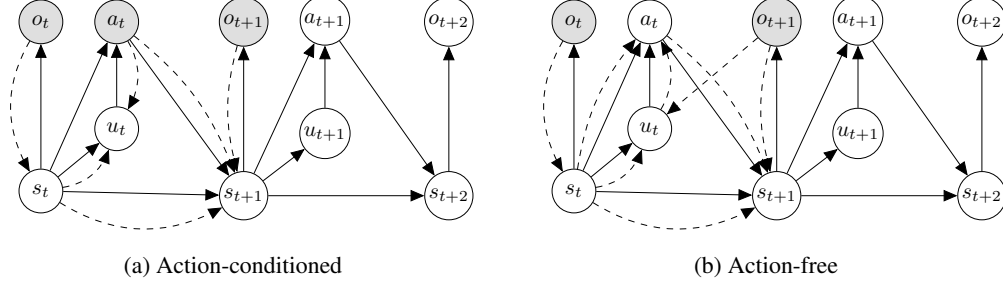 o_t a_t o_{t+1} a_{t+1} o_{t+2}
u_t u_{t+1}
s_t s_{t+1} s_{t+2}
(a) Action-conditioned
o_t a_t o_{t+1} a_{t+1} o_{t+2}
u_t u_{t+1}
s_t s_{t+1} s_{t+2}
(b) Action-free